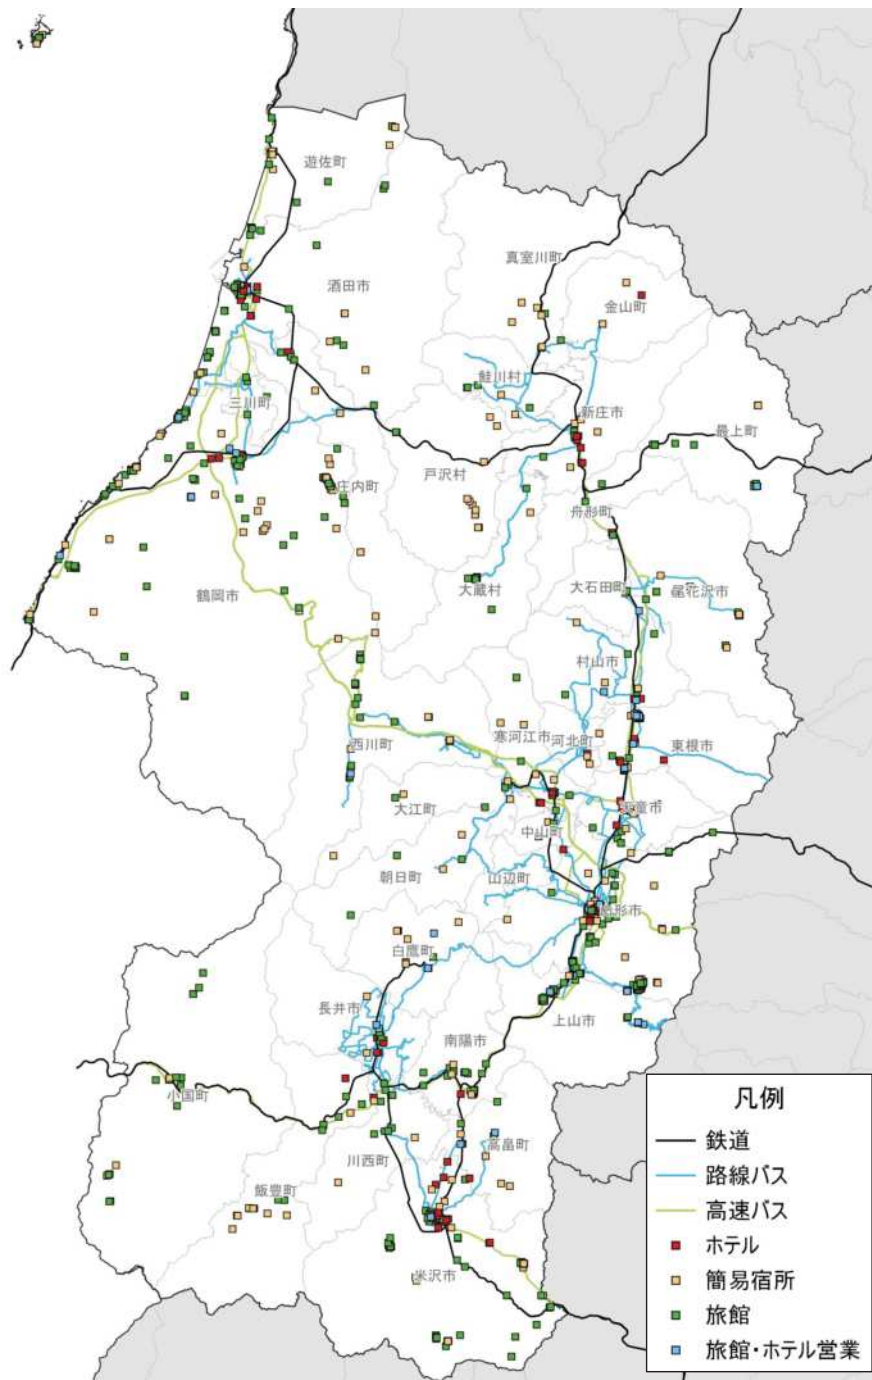 遊佐町
真室川町
酒田市
金山町
鮭川村
三川町
新庄市
最上町
戸沢村
庄内町
舟形町
大蔵村
大石田町
尾花沢市
鶴岡市
村山市
西川町
寒河江市
河北町
東根市
大江町
天童市
中山町
朝日町
山辺町
山形市
白鷹町
長井市
南陽市
上山市
小国町
川西町
高畠町
飯豊町
米沢市
凡例
鉄道
路線バス
高速バス
ホテル
簡易宿所
旅館
旅館・ホテル営業